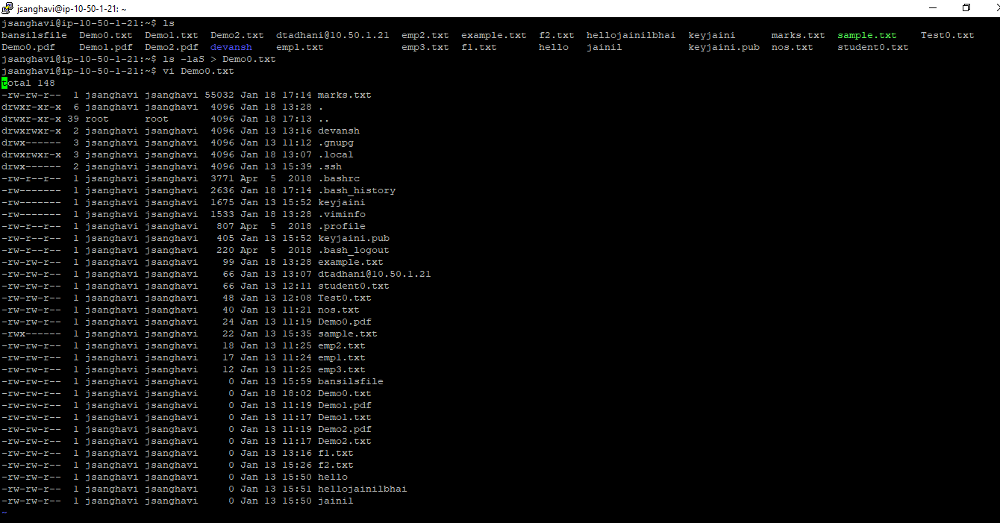 jsanghavi@ip-10-50-1-21: ~
jsanghavi@ip-10-50-1-21:~$ ls
bansilsfile  Demo0.txt  Demo1.txt  Demo2.txt  dtadhani@10.50.1.21  emp2.txt  example.txt  f2.txt  hellojainilbhai  keyjaini      marks.txt  sample.txt    Test0.txt
Demo0.pdf    Demo1.pdf  Demo2.pdf  devansh    emp1.txt             emp3.txt  f1.txt       hello   jainil           keyjaini.pub  nos.txt    student0.txt
jsanghavi@ip-10-50-1-21:~$ ls -laS > Demo0.txt
jsanghavi@ip-10-50-1-21:~$ vi Demo0.txt
total 148
-rw-rw-r--  1 jsanghavi jsanghavi 55032 Jan 18 17:14 marks.txt
drwxr-xr-x  6 jsanghavi jsanghavi  4096 Jan 18 13:28 .
drwxr-xr-x 39 root      root       4096 Jan 18 17:13 ..
drwxrwxr-x  2 jsanghavi jsanghavi  4096 Jan 13 13:16 devansh
drwx------  3 jsanghavi jsanghavi  4096 Jan 13 11:12 .gnupg
drwxrwxr-x  3 jsanghavi jsanghavi  4096 Jan 18 13:07 .local
drwx------  2 jsanghavi jsanghavi  4096 Jan 13 15:39 .ssh
-rw-r--r--  1 jsanghavi jsanghavi  3771 Apr  5  2018 .bashrc
-rw-------  1 jsanghavi jsanghavi  2636 Jan 18 17:14 .bash_history
-rw-------  1 jsanghavi jsanghavi  1675 Jan 13 15:52 keyjaini
-rw-------  1 jsanghavi jsanghavi  1533 Jan 18 13:28 .viminfo
-rw-r--r--  1 jsanghavi jsanghavi   807 Apr  5  2018 .profile
-rw-r--r--  1 jsanghavi jsanghavi   405 Jan 13 15:52 keyjaini.pub
-rw-r--r--  1 jsanghavi jsanghavi   220 Apr  5  2018 .bash_logout
-rw-rw-r--  1 jsanghavi jsanghavi    99 Jan 18 13:28 example.txt
-rw-rw-r--  1 jsanghavi jsanghavi    66 Jan 13 13:07 dtadhani@10.50.1.21
-rw-rw-r--  1 jsanghavi jsanghavi    66 Jan 13 12:11 student0.txt
-rw-rw-r--  1 jsanghavi jsanghavi    48 Jan 13 12:08 Test0.txt
-rw-rw-r--  1 jsanghavi jsanghavi    40 Jan 13 11:21 nos.txt
-rw-rw-r--  1 jsanghavi jsanghavi    24 Jan 13 11:19 Demo0.pdf
-rwx------  1 jsanghavi jsanghavi    22 Jan 13 15:35 sample.txt
-rw-rw-r--  1 jsanghavi jsanghavi    18 Jan 13 11:25 emp2.txt
-rw-rw-r--  1 jsanghavi jsanghavi    17 Jan 13 11:24 emp1.txt
-rw-rw-r--  1 jsanghavi jsanghavi    12 Jan 13 11:25 emp3.txt
-rw-rw-r--  1 jsanghavi jsanghavi     0 Jan 13 15:59 bansilsfile
-rw-rw-r--  1 jsanghavi jsanghavi     0 Jan 18 18:02 Demo0.txt
-rw-rw-r--  1 jsanghavi jsanghavi     0 Jan 13 11:19 Demo1.pdf
-rw-rw-r--  1 jsanghavi jsanghavi     0 Jan 13 11:17 Demo1.txt
-rw-rw-r--  1 jsanghavi jsanghavi     0 Jan 13 11:19 Demo2.pdf
-rw-rw-r--  1 jsanghavi jsanghavi     0 Jan 13 11:17 Demo2.txt
-rw-rw-r--  1 jsanghavi jsanghavi     0 Jan 13 13:16 f1.txt
-rw-rw-r--  1 jsanghavi jsanghavi     0 Jan 13 15:26 f2.txt
-rw-rw-r--  1 jsanghavi jsanghavi     0 Jan 13 15:50 hello
-rw-rw-r--  1 jsanghavi jsanghavi     0 Jan 13 15:51 hellojainilbhai
-rw-rw-r--  1 jsanghavi jsanghavi     0 Jan 13 15:50 jainil
~